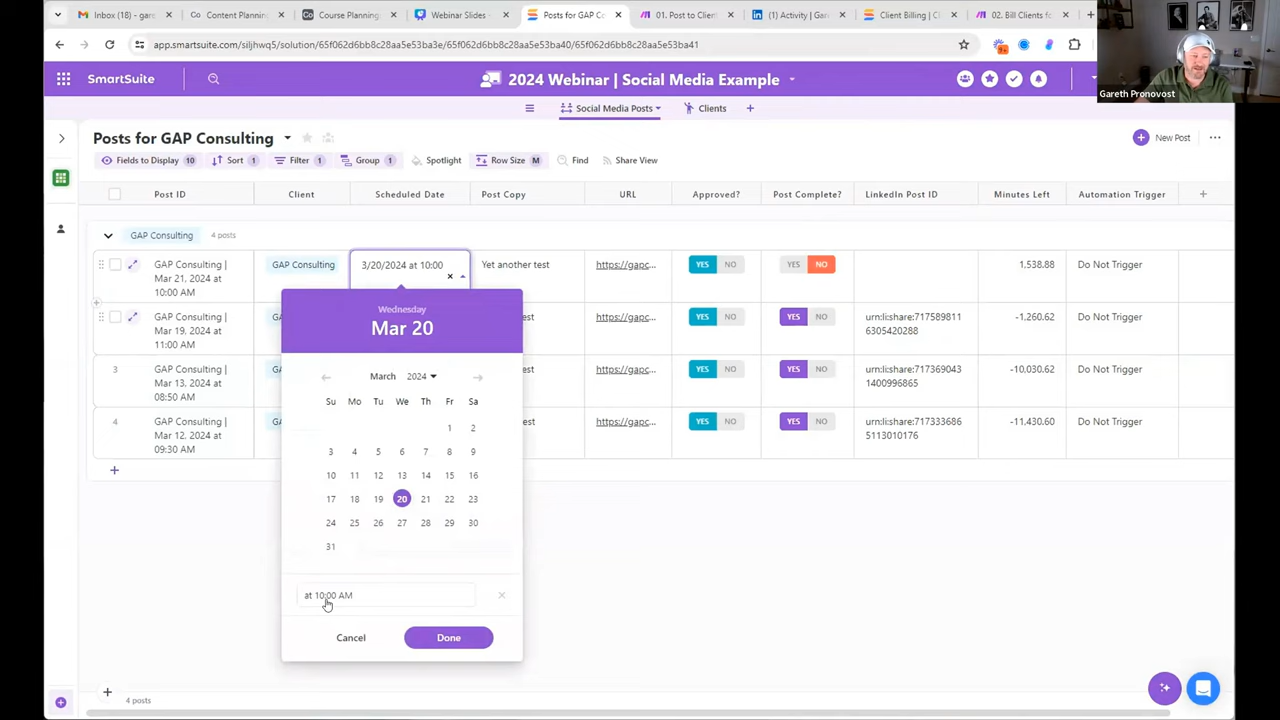 Inbox (18) - gare
Content Planning
Course Planning
Webinar Slides
Posts for GAP Co
01. Post to Clien
(1) Activity | Gar
Client Billing | C
02. Bill Clients fo
app.smartsuite.com/siljhwq5/solution/65f062d6bb8c28aa5e53ba3e/65f062d6bb8c28aa5e53ba40/65f062d6bb8c28aa5e53ba41
SmartSuite
2024 Webinar | Social Media Example
Gareth Pronovost
Social Media Posts
Clients
Posts for GAP Consulting
New Post
Fields to Display 10
Sort 1
Filter 1
Group 1
Spotlight
Row Size M
Find
Share View
Post ID
Client
Scheduled Date
Post Copy
URL
Approved?
Post Complete?
LinkedIn Post ID
Minutes Left
Automation Trigger
GAP Consulting
4 posts
GAP Consulting |
Mar 21, 2024 at
10:00 AM
GAP Consulting
3/20/2024 at 10:00
Yet another test
https://gapc...
YES NO
YES NO
1,538.88
Do Not Trigger
GAP Consulting |
Mar 19, 2024 at
11:00 AM
GA
est
https://gapc...
YES NO
YES NO
urn:li:share:717589811
6305420288
-1,260.62
Do Not Trigger
3
GAP Consulting |
Mar 13, 2024 at
08:50 AM
GA
https://gapc...
YES NO
YES NO
urn:li:share:717369043
1400996865
-10,030.62
Do Not Trigger
4
GAP Consulting |
Mar 12, 2024 at
09:30 AM
GA
est
https://gapc...
YES NO
YES NO
urn:li:share:717333686
5113010176
-11,430.60
Do Not Trigger
Wednesday
Mar 20
March 2024
Su Mo Tu We Th Fr Sa
1 2
3 4 5 6 7 8 9
10 11 12 13 14 15 16
17 18 19 20 21 22 23
24 25 26 27 28 29 30
31
at 10:00 AM
Cancel
Done
4 posts